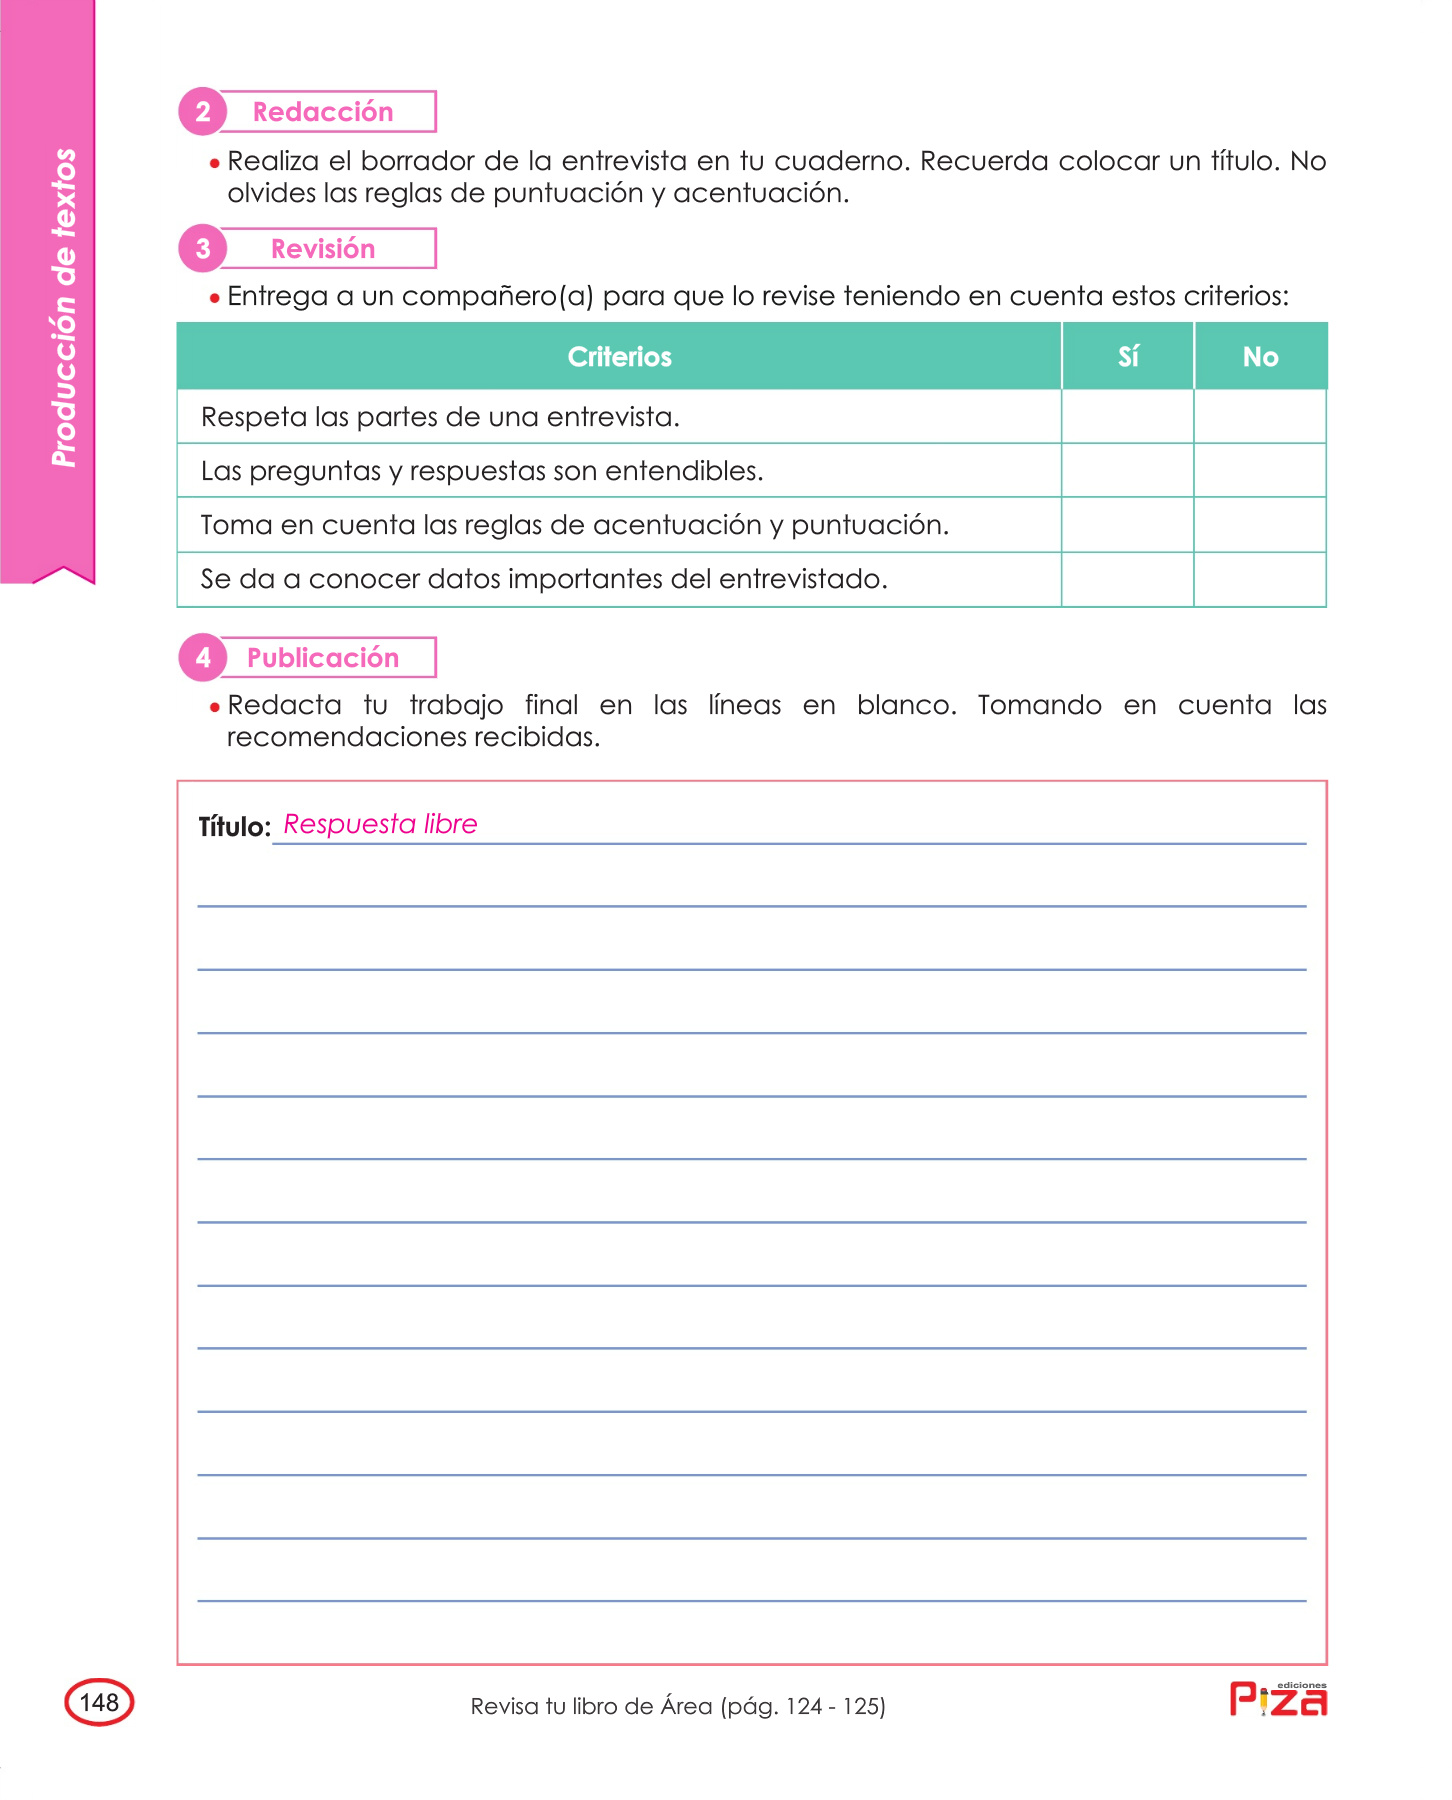 Producción de textos
2 Redacción
• Realiza el borrador de la entrevista en tu cuaderno. Recuerda colocar un título. No
olvides las reglas de puntuación y acentuación.
3 Revisión
• Entrega a un compañero(a) para que lo revise teniendo en cuenta estos criterios:
Criterios Sí No
Respeta las partes de una entrevista.
Las preguntas y respuestas son entendibles.
Toma en cuenta las reglas de acentuación y puntuación.
Se da a conocer datos importantes del entrevistado.
4 Publicación
• Redacta tu trabajo final en las líneas en blanco. Tomando en cuenta las
recomendaciones recibidas.
Título: Respuesta libre
148
Revisa tu libro de Área (pág. 124 - 125)
ediciones
Piza